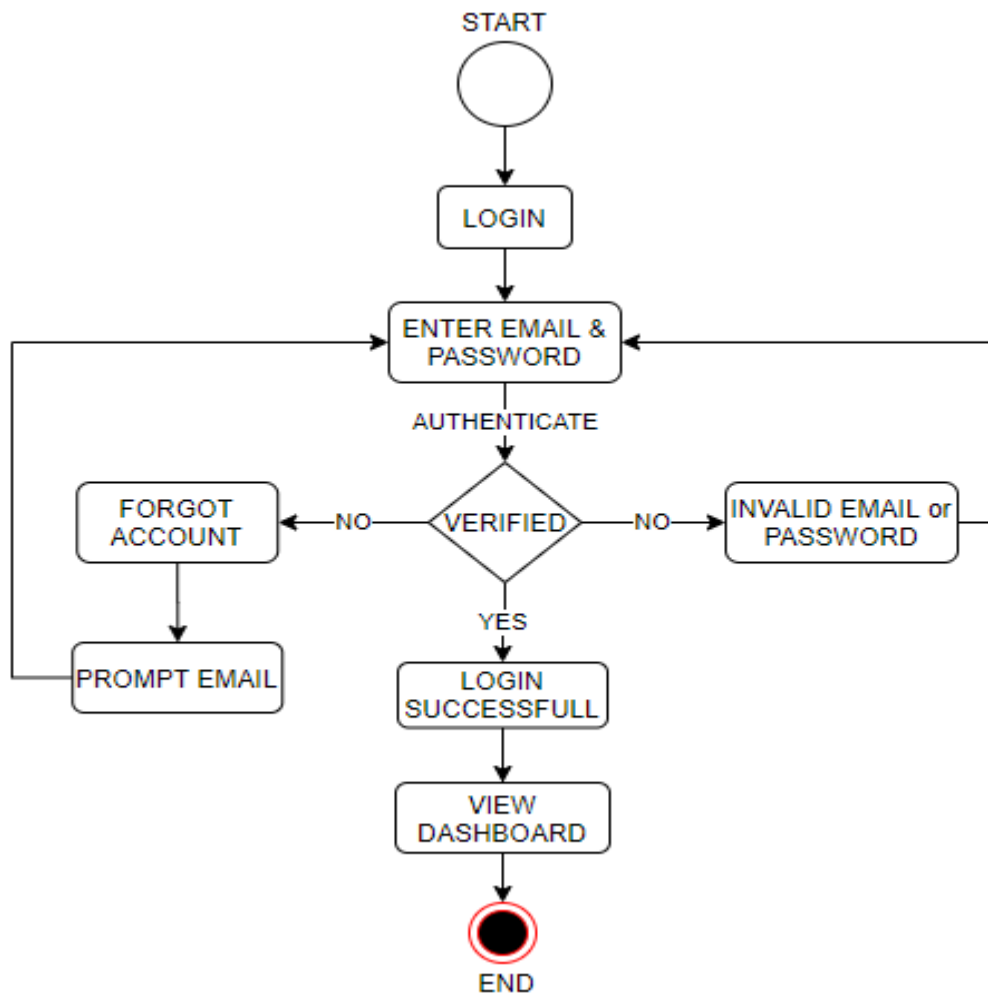 START
LOGIN
ENTER EMAIL &
PASSWORD
AUTHENTICATE
FORGOT
ACCOUNT
NO
VERIFIED
NO
INVALID EMAIL or
PASSWORD
YES
PROMPT EMAIL
LOGIN
SUCCESSFULL
VIEW
DASHBOARD
END